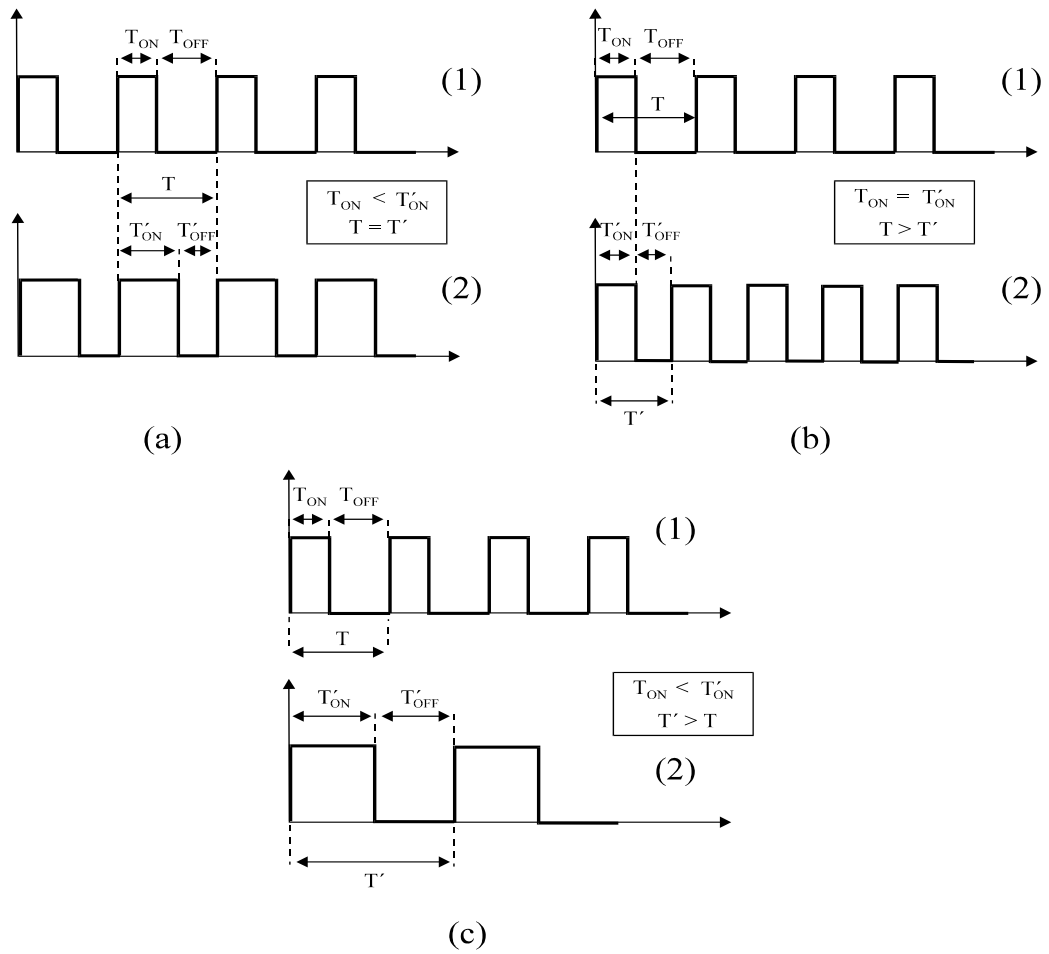 T_ON T_OFF
(1)
T
T_ON < T′_ON
T = T′
T′_ON T′_OFF
(2)
(a)
T_ON T_OFF
(1)
T
T_ON = T′_ON
T > T′
T′_ON T′_OFF
(2)
T′
(b)
T_ON T_OFF
(1)
T
T_ON < T′_ON
T′ > T
T′_ON T′_OFF
(2)
T′
(c)